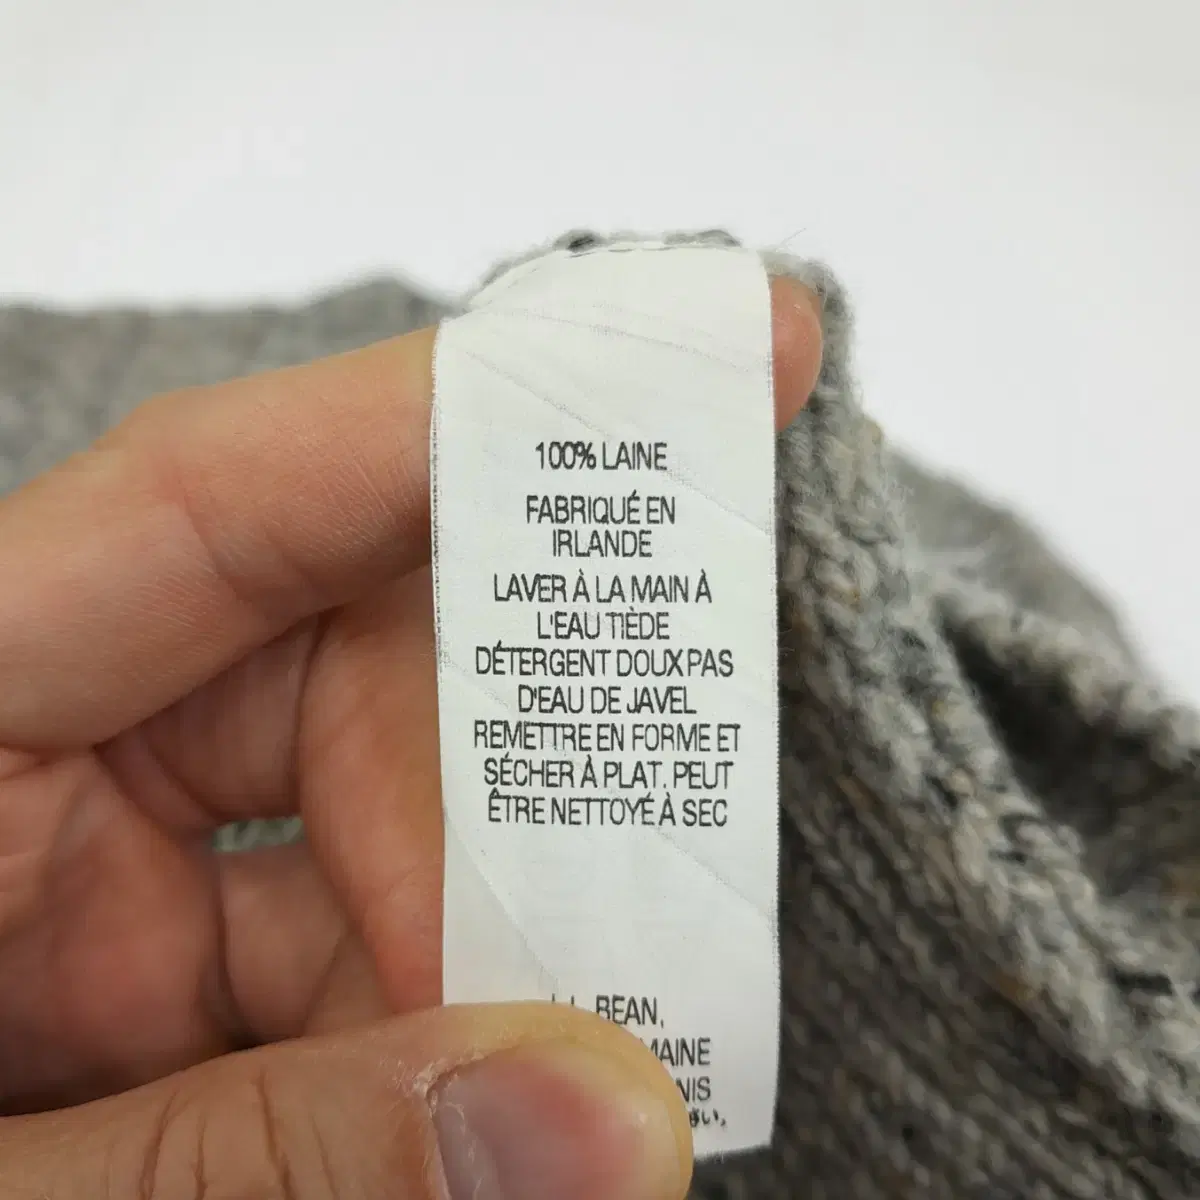 100% LAINE
FABRIQUÉ EN
IRLANDE
LAVER À LA MAIN À
L'EAU TIÈDE
DÉTERGENT DOUX PAS
D'EAU DE JAVEL
REMETTRE EN FORME ET
SÉCHER À PLAT. PEUT
ÊTRE NETTOYÉ À SEC
BEAN,
MAINE